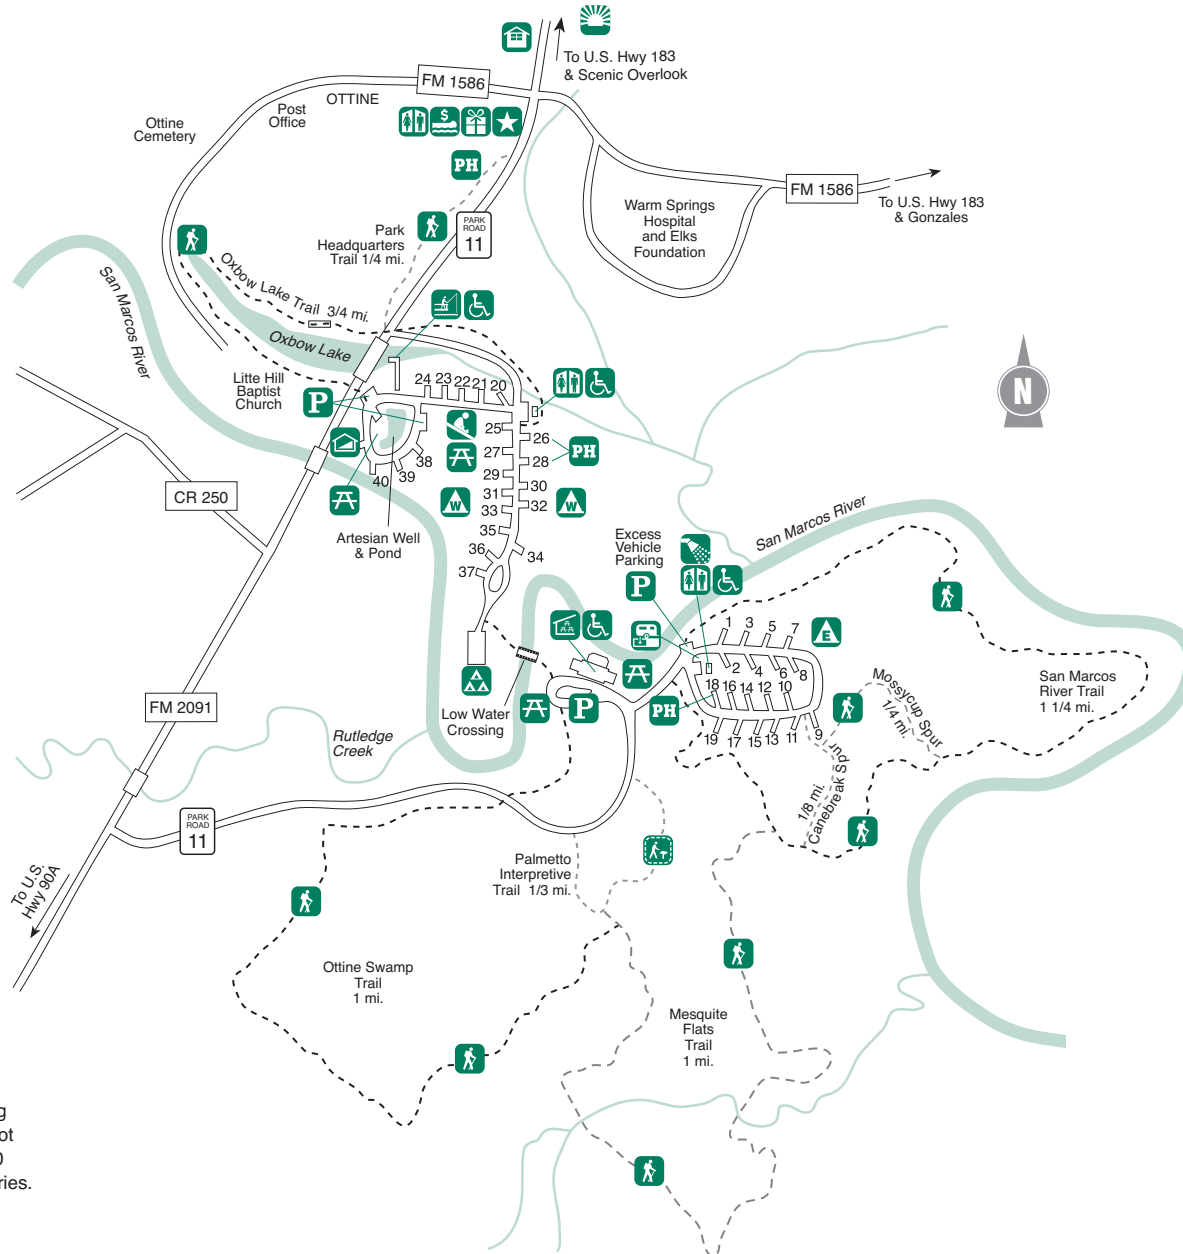 To U.S. Hwy 183
& Scenic Overlook
FM 1586
OTTINE
Post
Office
Ottine
Cemetery
$
PH
FM 1586
To U.S. Hwy 183
& Gonzales
Warm Springs
Hospital
and Elks
Foundation
Park
Headquarters
Trail 1/4 mi.
PARK
ROAD
11
San Marcos River
Oxbow Lake Trail 3/4 mi.
Oxbow Lake
Litte Hill
Baptist
Church
P
24 23 22 21 20
25
26
27
28
PH
29
30
31
32
33
34
35
36
37
38
39
40
W
W
N
CR 250
Artesian Well
& Pond
Excess
Vehicle
Parking
P
San Marcos River
1 3 5 7
E
2 4 6 8
18 16 14 12 10
PH
19 17 15 13 11 9
Mossycup Spur
1/4 mi.
San Marcos
River Trail
1 1/4 mi.
1/8 mi.
Canebreak Spur
FM 2091
Low Water
Crossing
P
Rutledge
Creek
PARK
ROAD
11
To U.S.
Hwy 90A
Palmetto
Interpretive
Trail 1/3 mi.
Ottine Swamp
Trail
1 mi.
Mesquite
Flats
Trail
1 mi.
g
ot
ries.